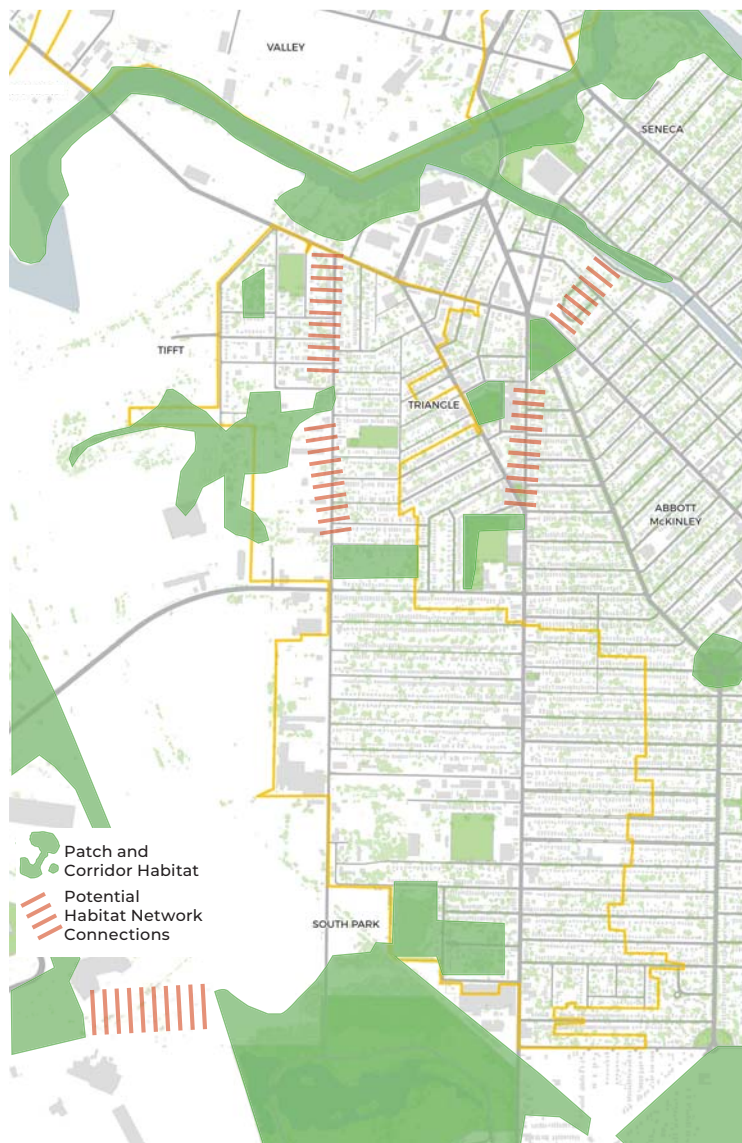 VALLEY
SENECA
TIFFT
TRIANGLE
ABBOTT
McKINLEY
Patch and
Corridor Habitat
Potential
Habitat Network
Connections
SOUTH PARK